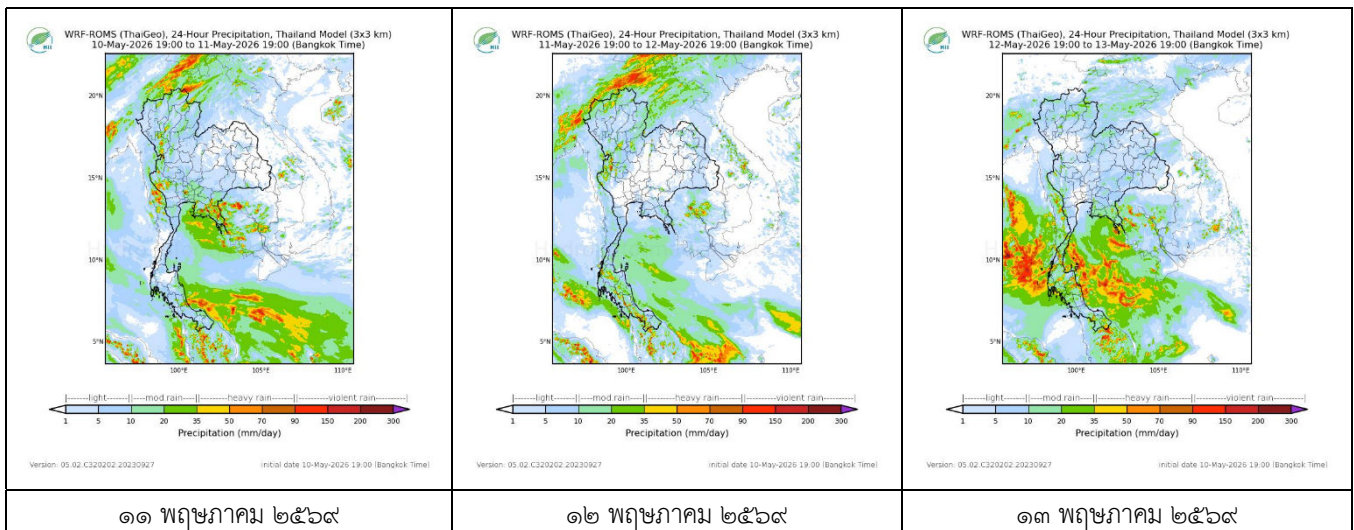 WRF-ROMS (ThaiGeo), 24-Hour Precipitation, Thailand Model (3x3 km)
10-May-2026 19:00 to 11-May-2026 19:00 (Bangkok Time)
20°N
15°N
10°N
5°N
100°E 105°E 110°E
|-------light-------||----mod rain----||--------heavy rain--------||-------violent rain-------
1 5 10 20 35 50 70 90 150 200 300
Precipitation (mm/day)
Version: 05.02.C320202.20230927 initial date 10-May-2026 19:00 (Bangkok Time)
๑๑ พฤษภาคม ๒๕๖๙
WRF-ROMS (ThaiGeo), 24-Hour Precipitation, Thailand Model (3x3 km)
11-May-2026 19:00 to 12-May-2026 19:00 (Bangkok Time)
20°N
15°N
10°N
5°N
100°E 105°E 110°E
|-------light-------||----mod rain----||--------heavy rain--------||-------violent rain-------
1 5 10 20 35 50 70 90 150 200 300
Precipitation (mm/day)
Version: 05.02.C320202.20230927 initial date 10-May-2026 19:00 (Bangkok Time)
๑๒ พฤษภาคม ๒๕๖๙
WRF-ROMS (ThaiGeo), 24-Hour Precipitation, Thailand Model (3x3 km)
12-May-2026 19:00 to 13-May-2026 19:00 (Bangkok Time)
20°N
15°N
10°N
5°N
100°E 105°E 110°E
|-------light-------||----mod rain----||--------heavy rain--------||-------violent rain-------
1 5 10 20 35 50 70 90 150 200 300
Precipitation (mm/day)
Version: 05.02.C320202.20230927 initial date 10-May-2026 19:00 (Bangkok Time)
๑๓ พฤษภาคม ๒๕๖๙